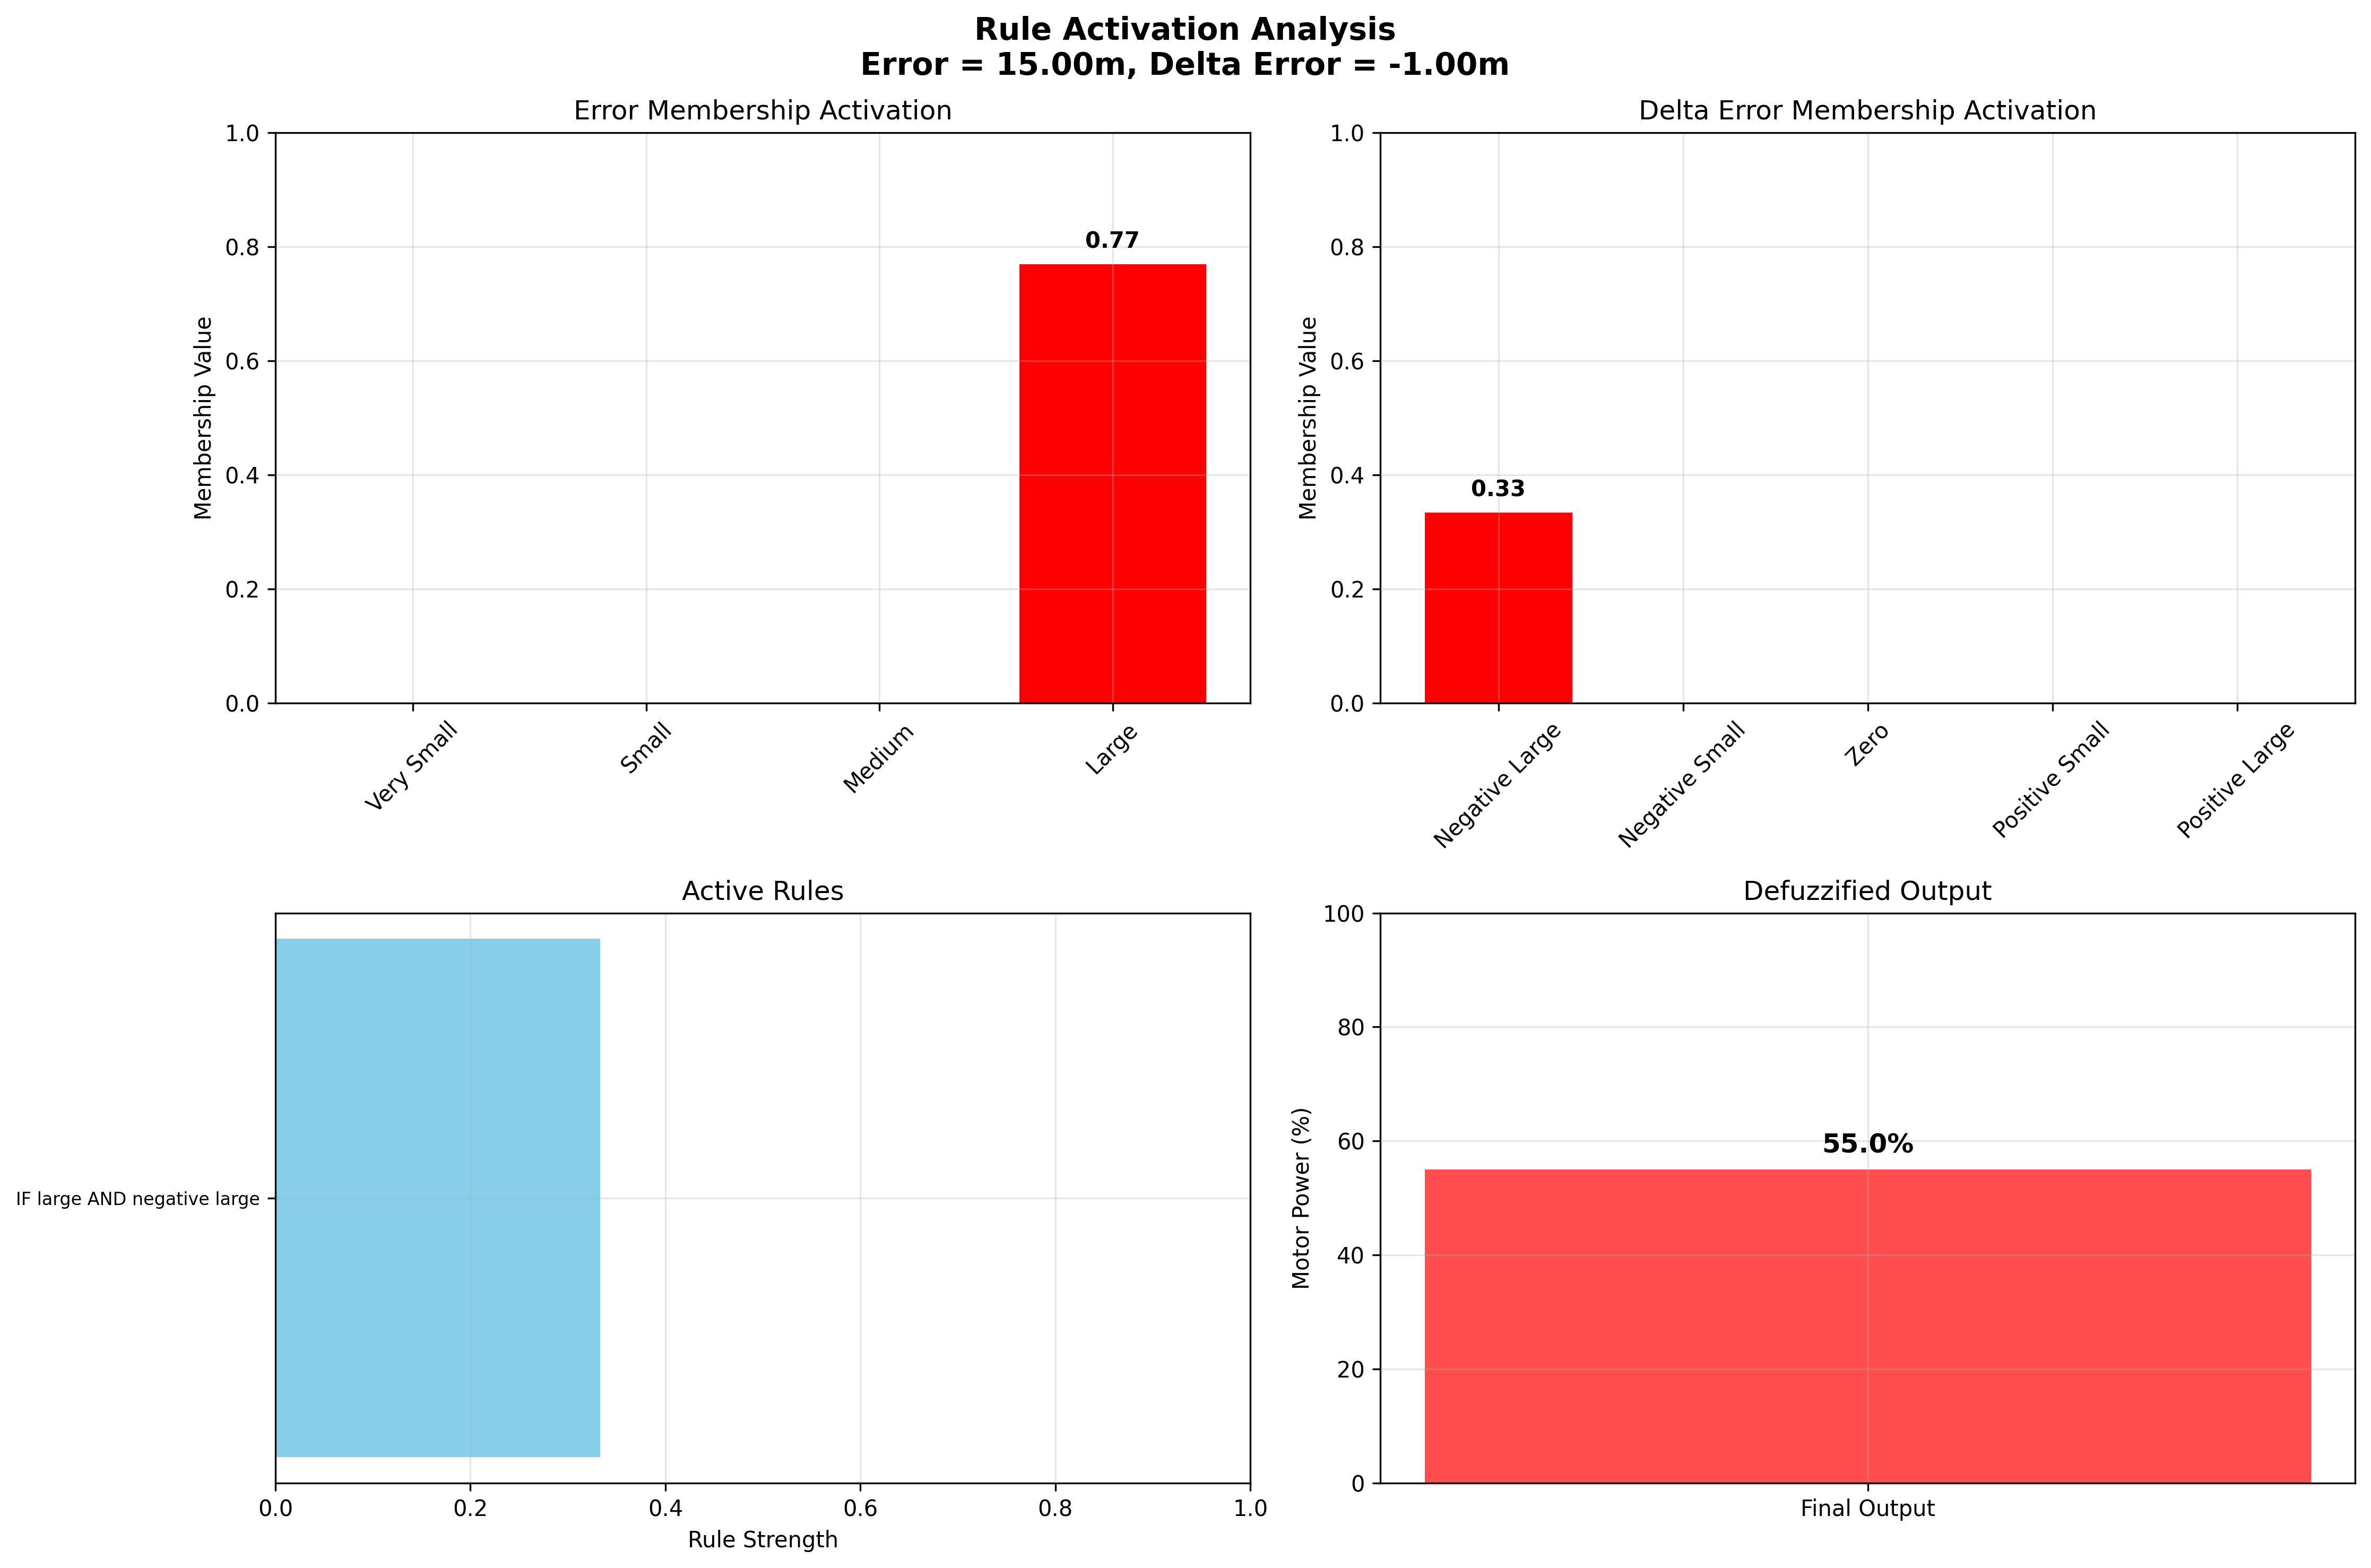 Rule Activation Analysis
Error = 15.00m, Delta Error = -1.00m
Error Membership Activation
Membership Value
1.0
0.8
0.6
0.4
0.2
0.0
0.77
Very Small
Small
Medium
Large
Delta Error Membership Activation
Membership Value
1.0
0.8
0.6
0.4
0.2
0.0
0.33
Negative Large
Negative Small
Zero
Positive Small
Positive Large
Active Rules
IF large AND negative large
0.0
0.2
0.4
0.6
0.8
1.0
Rule Strength
Defuzzified Output
Motor Power (%)
100
80
60
40
20
0
55.0%
Final Output